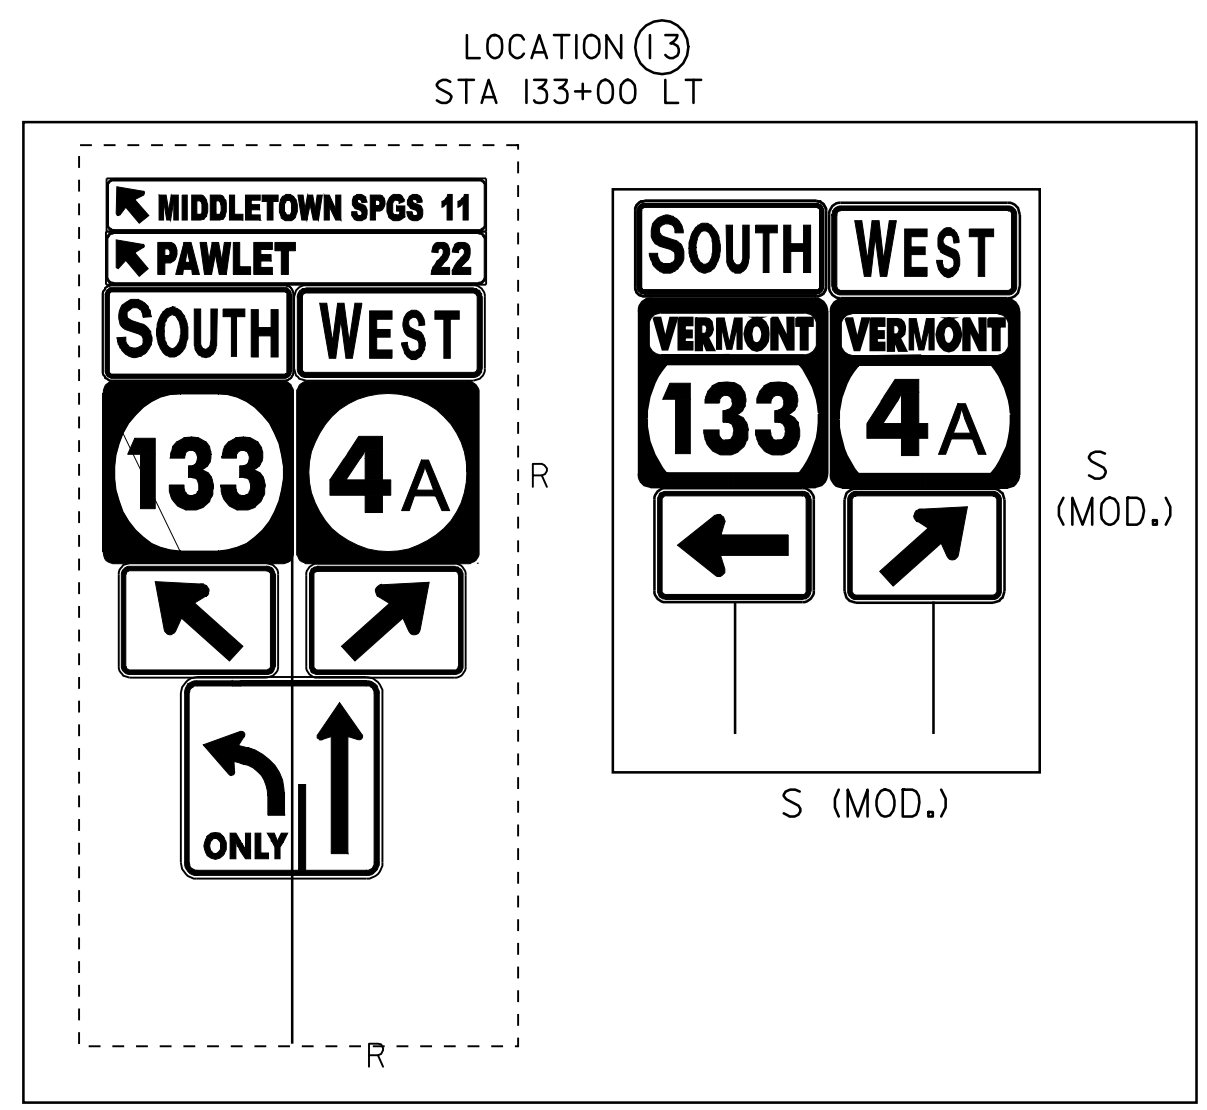 LOCATION 13
STA 133+00 LT
MIDDLETOWN SPGS 11
PAWLET 22
SOUTH WEST
133 4A
ONLY
R
R
SOUTH WEST
VERMONT VERMONT
133 4A
S
(MOD.)
S (MOD.)